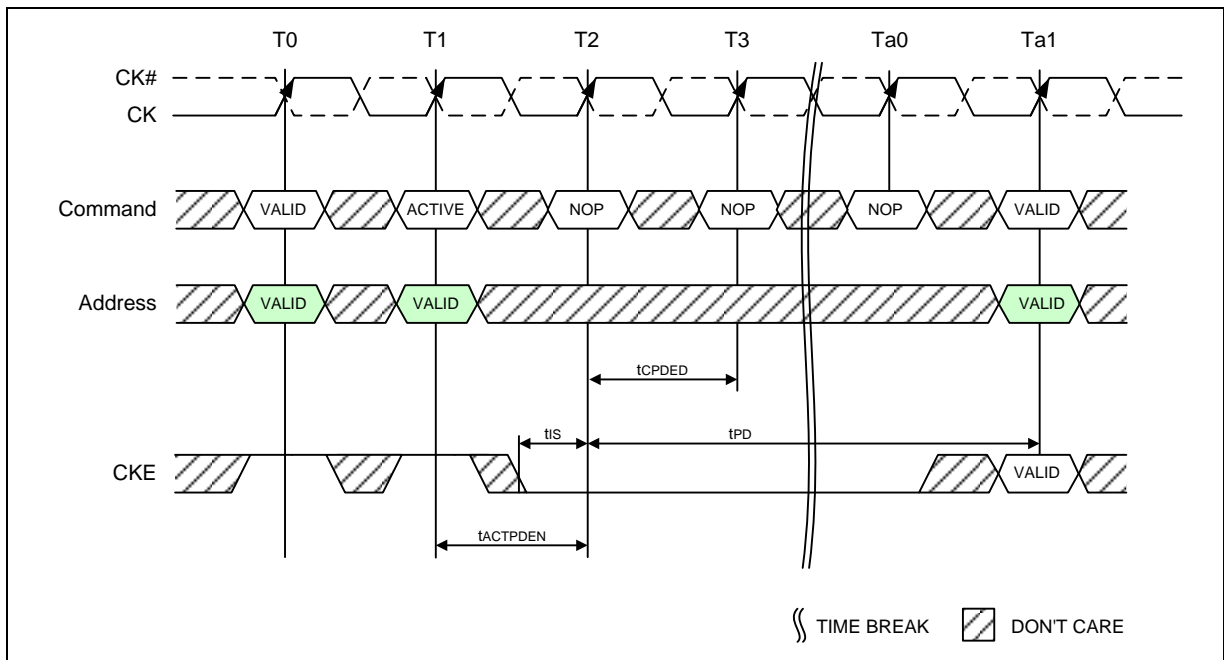 T0 T1 T2 T3 Ta0 Ta1
CK#
CK
Command VALID ACTIVE NOP NOP NOP VALID
Address VALID VALID VALID
tCPDED
tIS tPD
CKE VALID
tACTPDEN
TIME BREAK DON'T CARE